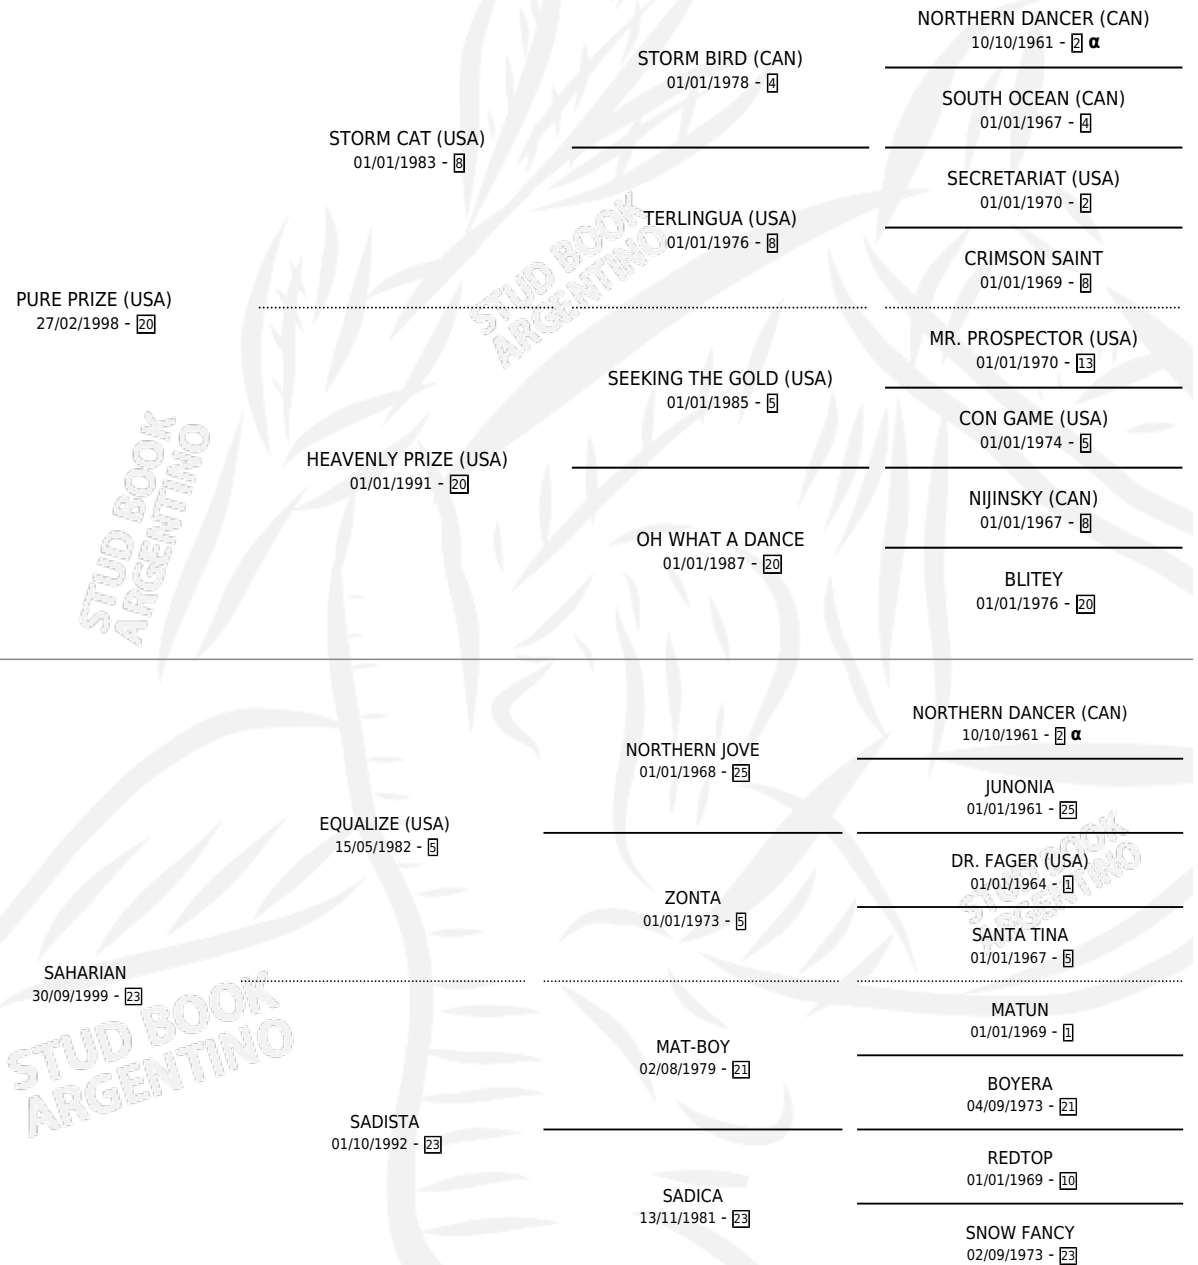 NORTHERN DANCER (CAN)
10/10/1961 - 2 α
STORM BIRD (CAN)
01/01/1978 - 4
SOUTH OCEAN (CAN)
01/01/1967 - 4
STORM CAT (USA)
01/01/1983 - 8
SECRETARIAT (USA)
01/01/1970 - 2
TERLINGUA (USA)
01/01/1976 - 8
CRIMSON SAINT
01/01/1969 - 8
PURE PRIZE (USA)
27/02/1998 - 20
MR. PROSPECTOR (USA)
01/01/1970 - 13
SEEKING THE GOLD (USA)
01/01/1985 - 5
CON GAME (USA)
01/01/1974 - 5
HEAVENLY PRIZE (USA)
01/01/1991 - 20
NIJINSKY (CAN)
01/01/1967 - 8
OH WHAT A DANCE
01/01/1987 - 20
BLITEY
01/01/1976 - 20
STUD BOOK
ARGENTINO
STUD BOOK
ARGENTINO
NORTHERN DANCER (CAN)
10/10/1961 - 2 α
NORTHERN JOVE
01/01/1968 - 25
JUNONIA
01/01/1961 - 25
EQUALIZE (USA)
15/05/1982 - 5
DR. FAGER (USA)
01/01/1964 - 1
ZONTA
01/01/1973 - 5
SANTA TINA
01/01/1967 - 5
STUD BOOK
ARGENTINO
SAHARIAN
30/09/1999 - 23
MATUN
01/01/1969 - 1
MAT-BOY
02/08/1979 - 21
BOYERA
04/09/1973 - 21
STUD BOOK
ARGENTINO
SADISTA
01/10/1992 - 23
REDTOP
01/01/1969 - 10
SADICA
13/11/1981 - 23
SNOW FANCY
02/09/1973 - 23